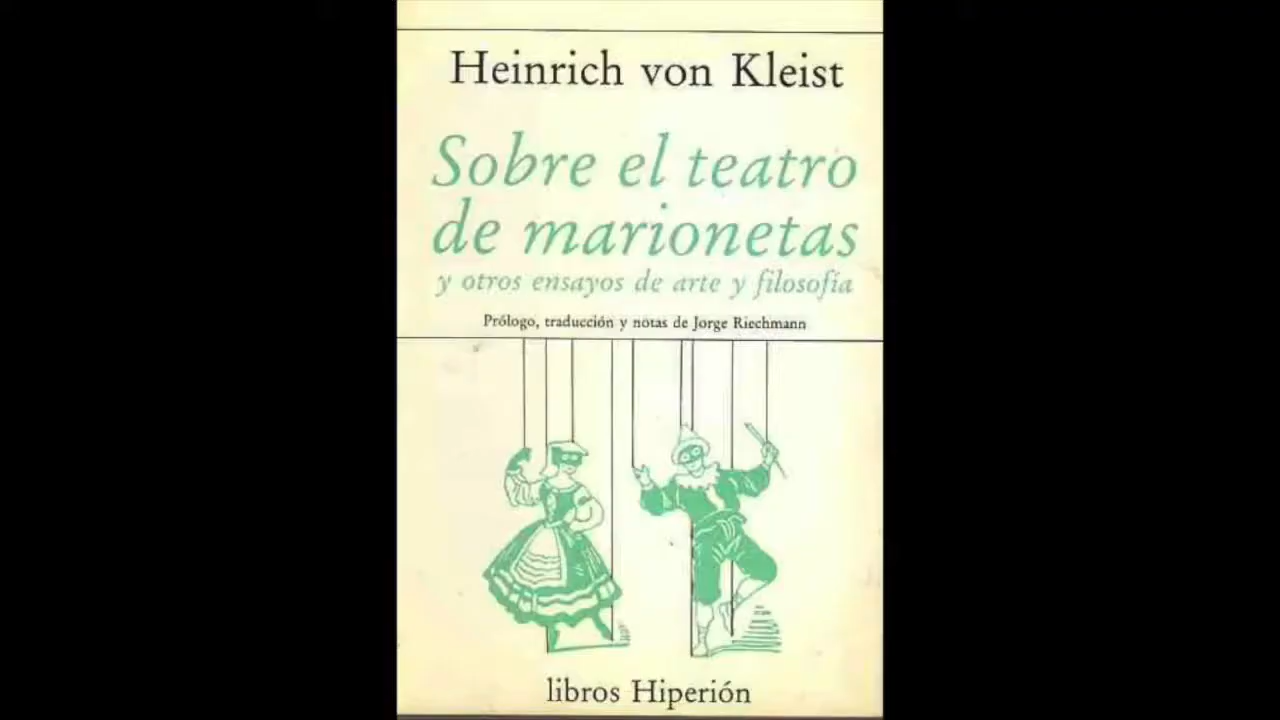 Heinrich von Kleist
Sobre el teatro
de marionetas
y otros ensayos de arte y filosofía
Prólogo, traducción y notas de Jorge Riechmann
libros Hiperión